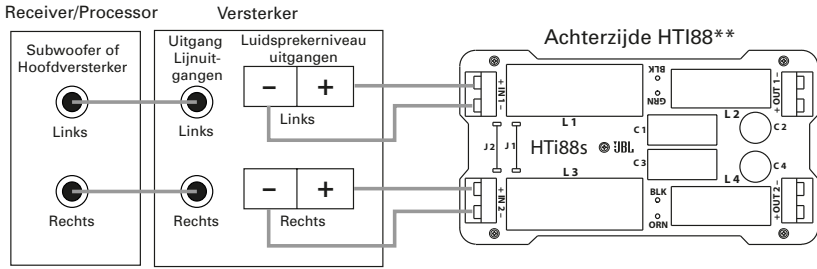 Receiver/Processor
Versterker
Subwoofer of
Hoofdversterker
Links
Rechts
Uitgang
Lijnuit-
gangen
Links
Rechts
Luidsprekerniveau
uitgangen
– +
Links
– +
Rechts
Achterzijde HTI88**
+ IN 1 –
L 1
BLK
GRN
L 2
+ OUT 1 –
J 2
J 1
HTi88s
JBL
C 1
C 2
C 3
C 4
+ IN 2 –
L 3
BLK
ORN
L 4
+ OUT 2 –